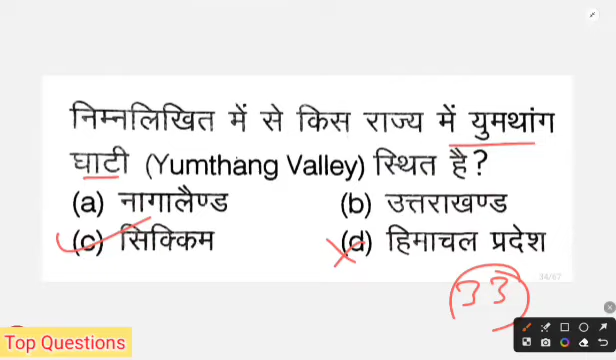 निम्नलिखित में से किस राज्य में युमथांग
घाटी (Yumthang Valley) स्थित है?
(a) नागालैण्ड
(b) उत्तराखण्ड
(c) सिक्किम
(d) हिमाचल प्रदेश
34/67
33
Top Questions